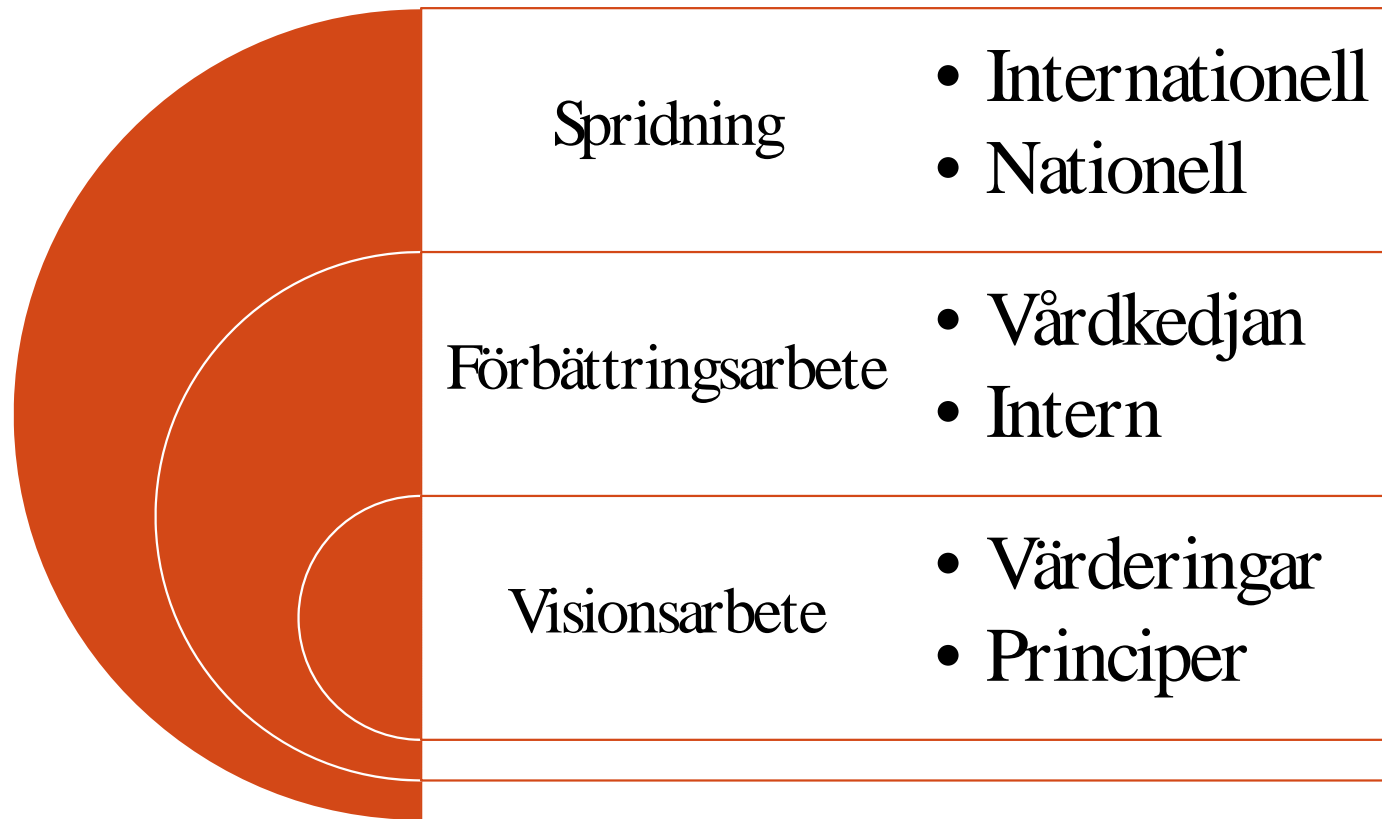 Spridning
• Internationell
• Nationell
Förbättringsarbete
• Vårdkedjan
• Intern
Visionsarbete
• Värderingar
• Principer